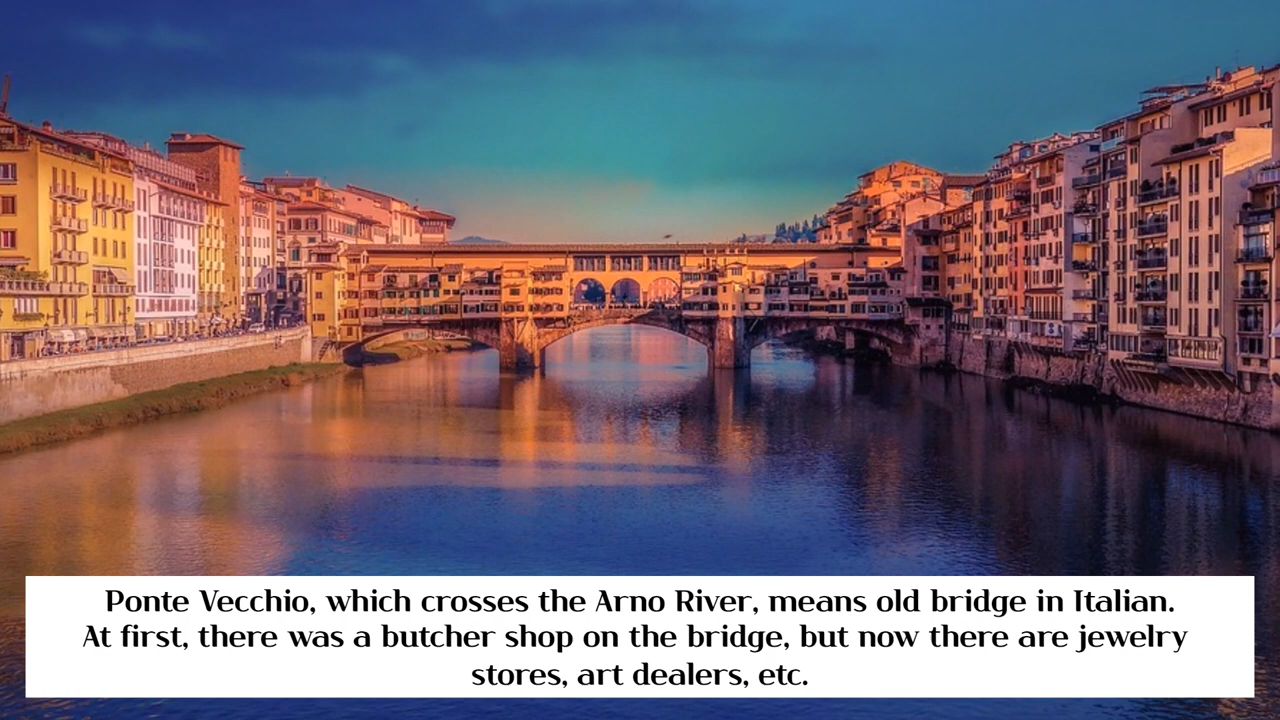 Ponte Vecchio, which crosses the Arno River, means old bridge in Italian.
At first, there was a butcher shop on the bridge, but now there are jewelry
stores, art dealers, etc.